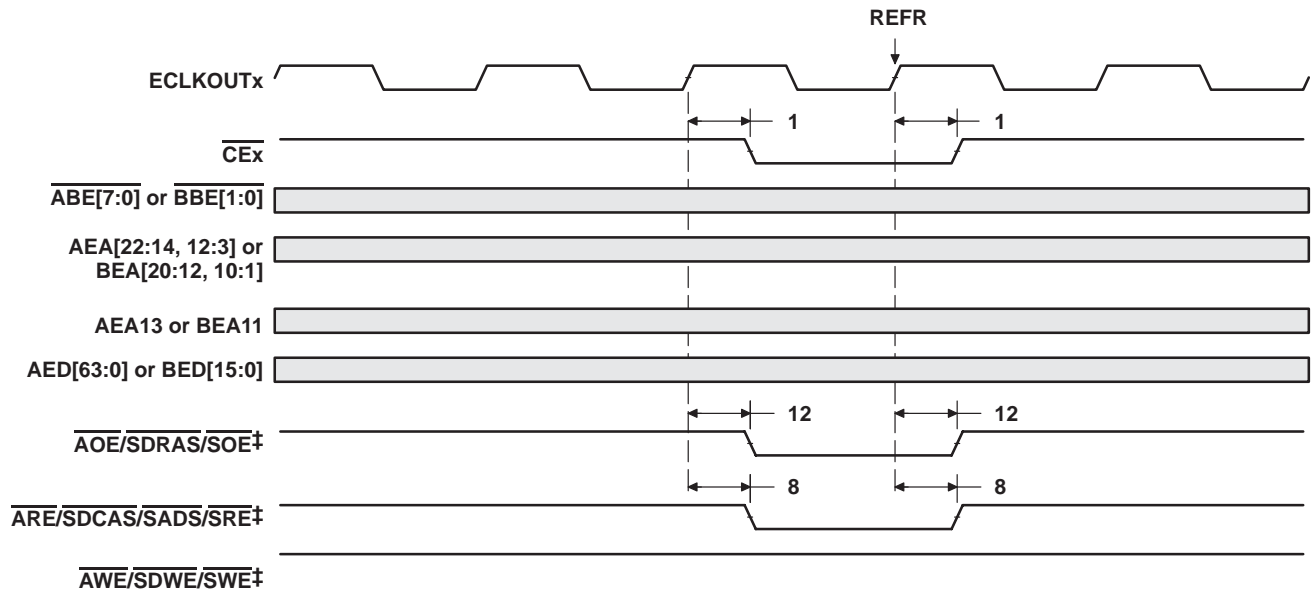 REFR
ECLKOUTx
1 1
CEx
ABE[7:0] or BBE[1:0]
AEA[22:14, 12:3] or
BEA[20:12, 10:1]
AEA13 or BEA11
AED[63:0] or BED[15:0]
12 12
AOE/SDRAS/SOE‡
8 8
ARE/SDCAS/SADS/SRE‡
AWE/SDWE/SWE‡